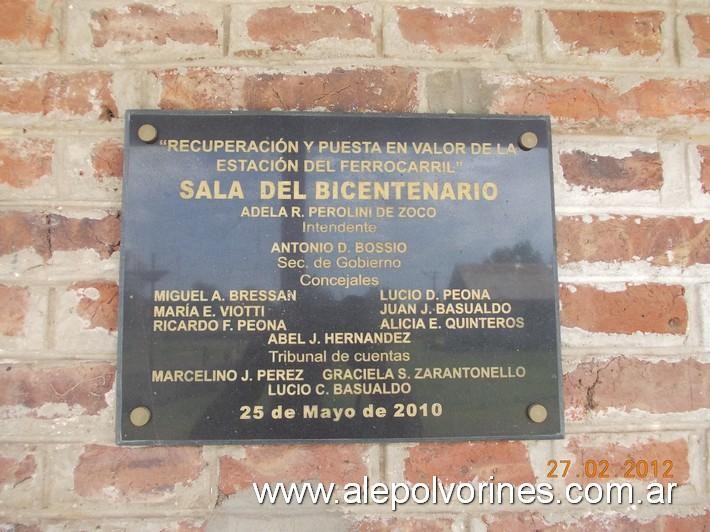 “RECUPERACIÓN Y PUESTA EN VALOR DE LA
ESTACIÓN DEL FERROCARRIL”
SALA DEL BICENTENARIO
ADELA R. PEROLINI DE ZOCO
Intendente
ANTONIO D. BOSSIO
Sec. de Gobierno
Concejales
MIGUEL A. BRESSAN LUCIO D. PEONA
MARÍA E. VIOTTI JUAN J. BASUALDO
RICARDO F. PEONA ALICIA E. QUINTEROS
ABEL J. HERNANDEZ
Tribunal de cuentas
MARCELINO J. PEREZ GRACIELA S. ZARANTONELLO
LUCIO C. BASUALDO
25 de Mayo de 2010
27.02.2012
www.alepolvorines.com.ar